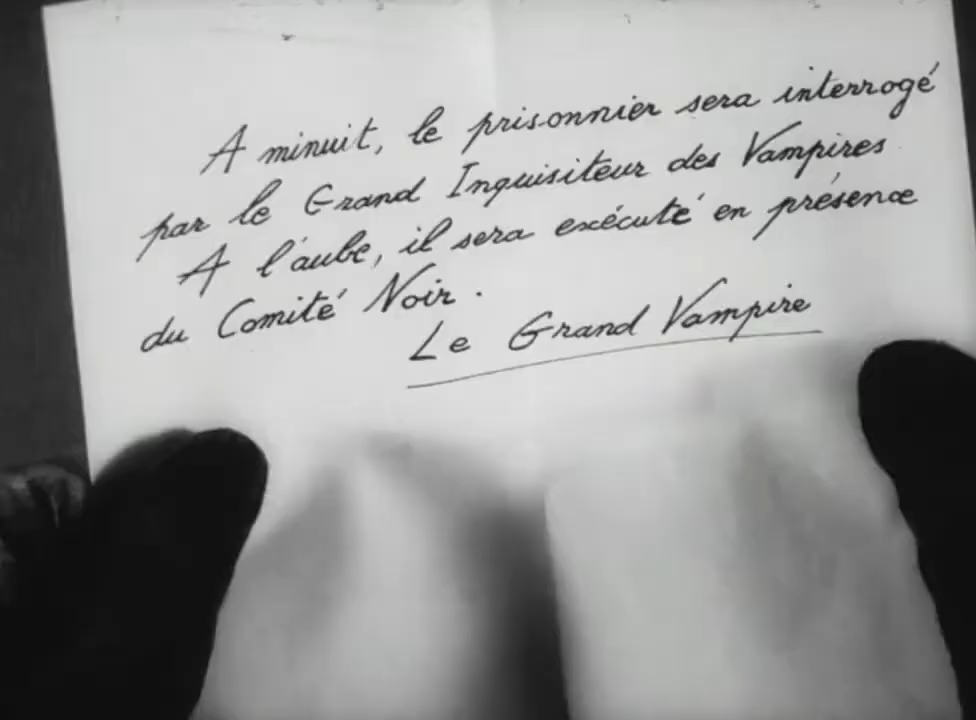 A minuit, le prisonnier sera interrogé
par le Grand Inquisiteur des Vampires
A l'aube, il sera exécuté en présence
du Comité Noir.
Le Grand Vampire